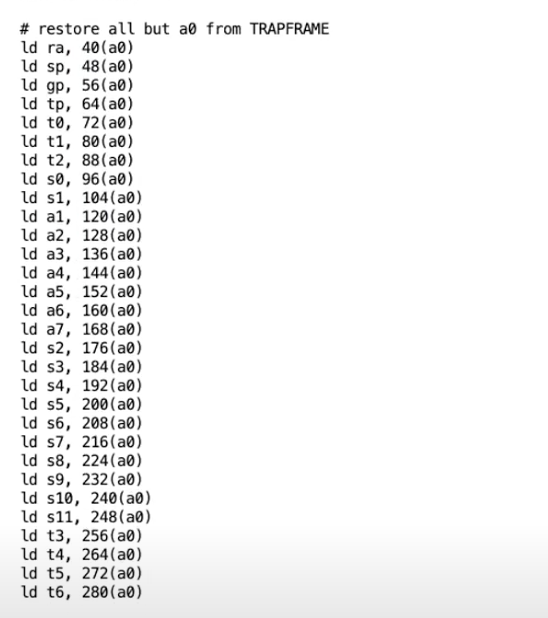 # restore all but a0 from TRAPFRAME
ld ra, 40(a0)
ld sp, 48(a0)
ld gp, 56(a0)
ld tp, 64(a0)
ld t0, 72(a0)
ld t1, 80(a0)
ld t2, 88(a0)
ld s0, 96(a0)
ld s1, 104(a0)
ld a1, 120(a0)
ld a2, 128(a0)
ld a3, 136(a0)
ld a4, 144(a0)
ld a5, 152(a0)
ld a6, 160(a0)
ld a7, 168(a0)
ld s2, 176(a0)
ld s3, 184(a0)
ld s4, 192(a0)
ld s5, 200(a0)
ld s6, 208(a0)
ld s7, 216(a0)
ld s8, 224(a0)
ld s9, 232(a0)
ld s10, 240(a0)
ld s11, 248(a0)
ld t3, 256(a0)
ld t4, 264(a0)
ld t5, 272(a0)
ld t6, 280(a0)